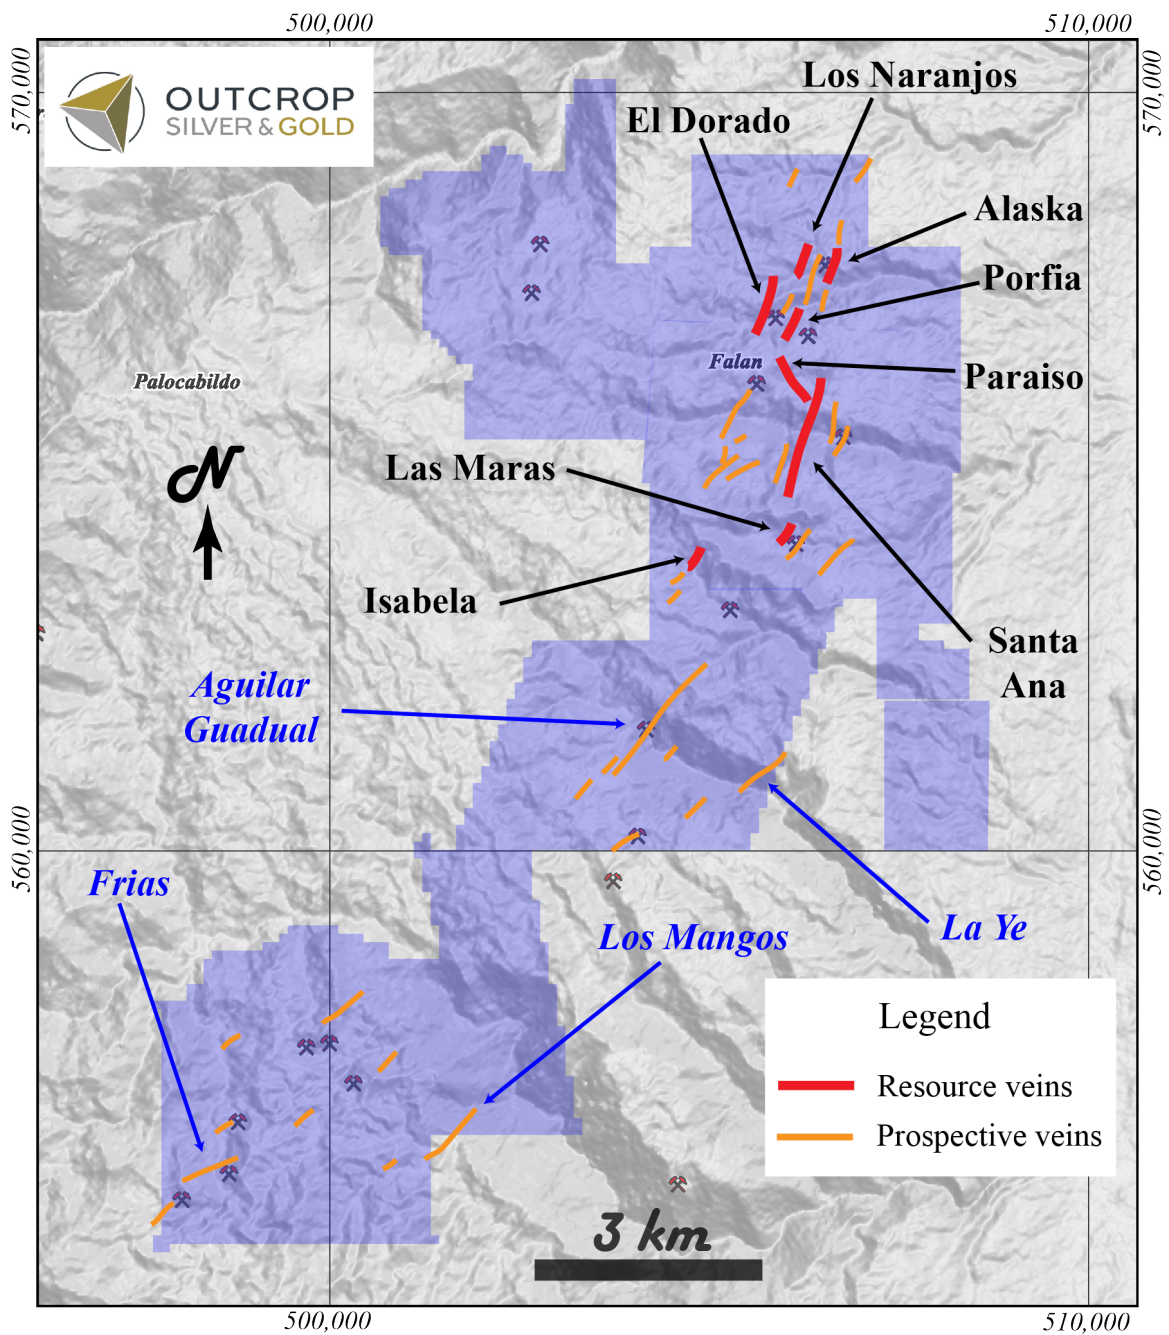 500,000
510,000
570,000
570,000
OUTCROP
SILVER & GOLD
Los Naranjos
El Dorado
Alaska
Porfia
Falan
Paraiso
Palocabildo
N
Las Maras
Isabela
Santa
Ana
Aguilar
Guadual
560,000
560,000
Frias
Los Mangos
La Ye
Legend
Resource veins
Prospective veins
3 km
500,000
510,000